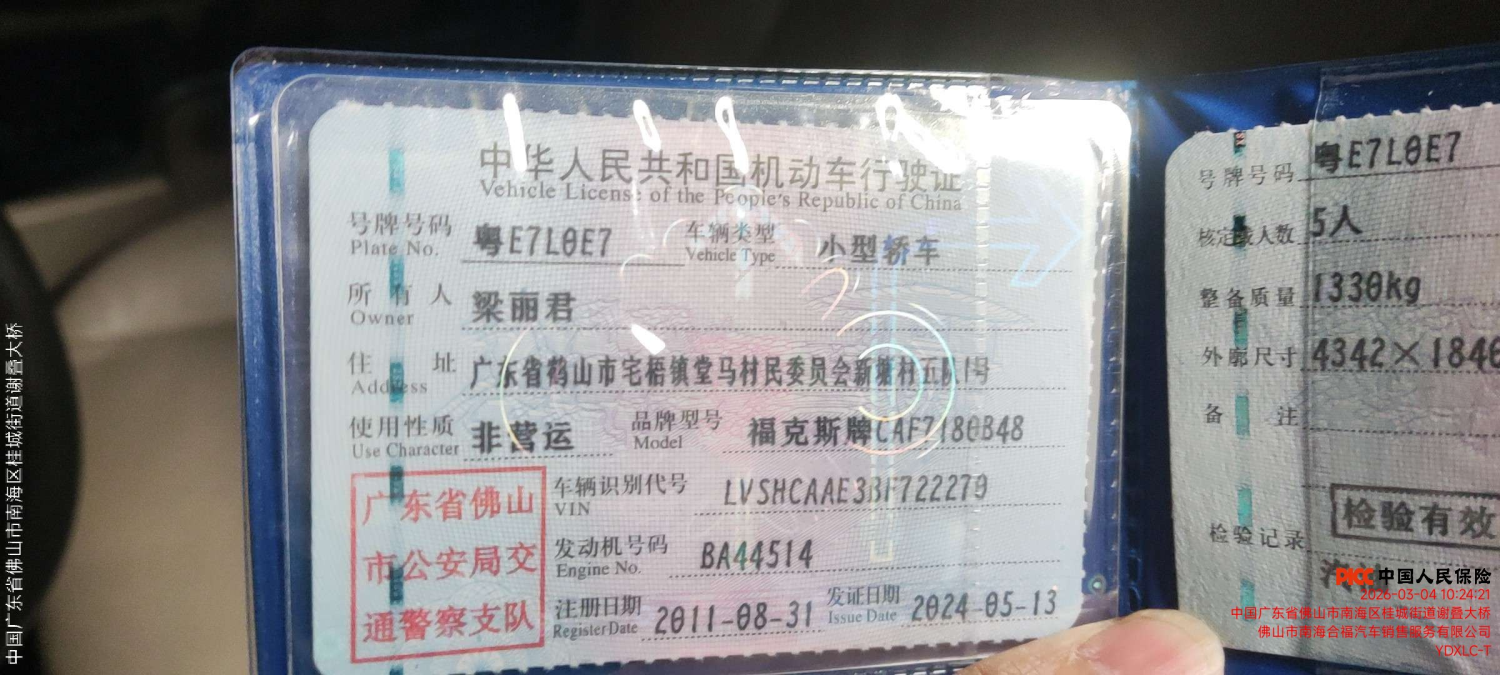 中华人民共和国机动车行驶证
Vehicle License of the People's Republic of China
号牌号码 粤E7L0E7 车辆类型 小型轿车
Plate No. Vehicle Type
所有人 梁丽君
Owner
住址 广东省鹤山市宅梧镇堂马村民委员会新塘村五队1号
Address
使用性质 非营运 品牌型号 福克斯牌CAF7180B48
Use Character Model
车辆识别代号 LVSHCAAE3BF722279
VIN
发动机号码 BA44514
Engine No.
注册日期 2011-08-31 发证日期 2024-05-13
Register Date Issue Date
广东省佛山
市公安局交
通警察支队
号牌号码 粤E7L0E7
核定载人数 5人
整备质量 1330kg
外廓尺寸 4342×1846
备注
检验记录
检验有效
PICC 中国人民保险
2026-03-04 10:24:21
中国广东省佛山市南海区桂城街道谢叠大桥
佛山市南海合福汽车销售服务有限公司
YDXLC-T
中国广东省佛山市南海区桂城街道谢叠大桥